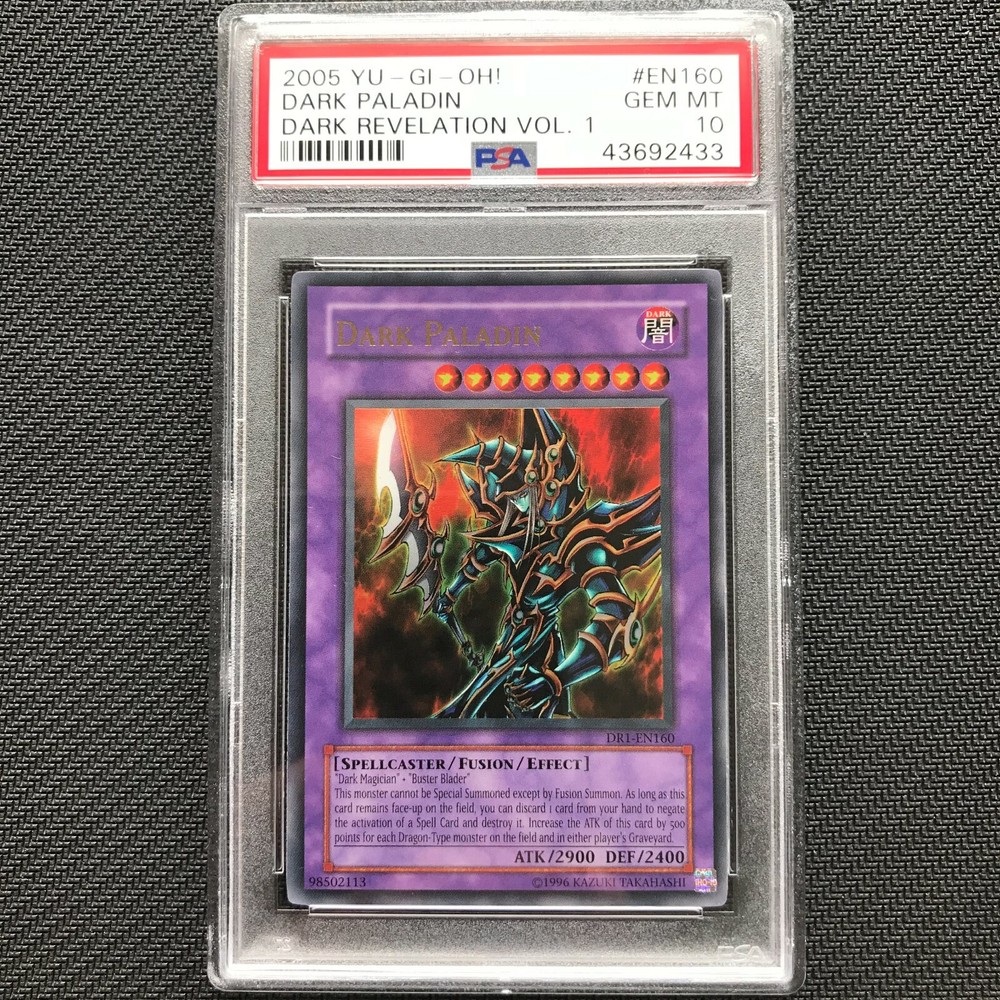 2005 YU-GI-OH! #EN160
DARK PALADIN GEM MT
DARK REVELATION VOL. 1 10
PSA 43692433
DARK PALADIN
DARK
闇
DR1-EN160
[SPELLCASTER/FUSION/EFFECT]
"Dark Magician" + "Buster Blader"
This monster cannot be Special Summoned except by Fusion Summon. As long as this
card remains face-up on the field, you can discard 1 card from your hand to negate
the activation of a Spell Card and destroy it. Increase the ATK of this card by 500
points for each Dragon-Type monster on the field and in either player's Graveyard.
ATK/2900 DEF/2400
98502113 ©1996 KAZUKI TAKAHASHI
PSA